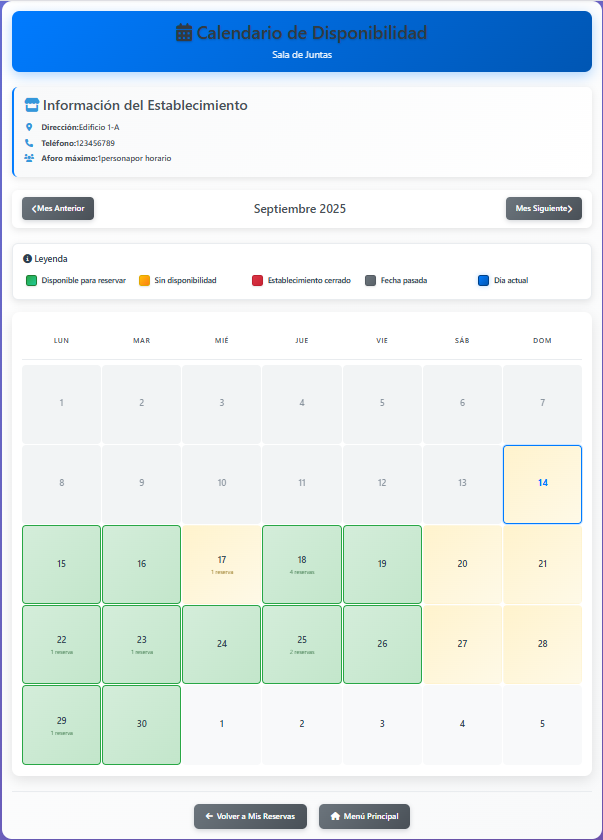 Calendario de Disponibilidad
Sala de Juntas
Información del Establecimiento
Dirección:Edificio 1-A
Teléfono:123456789
Aforo máximo:1personapor horario
Mes Anterior
Septiembre 2025
Mes Siguiente
Leyenda
Disponible para reservar Sin disponibilidad Establecimiento cerrado Fecha pasada Día actual
LUN MAR MIÉ JUE VIE SÁB DOM
1 2 3 4 5 6 7
8 9 10 11 12 13 14
15 16 17 18 19 20 21
1 reserva 4 reservas
22 23 24 25 26 27 28
1 reserva 1 reserva 2 reservas
29 30 1 2 3 4 5
1 reserva
Volver a Mis Reservas Menú Principal